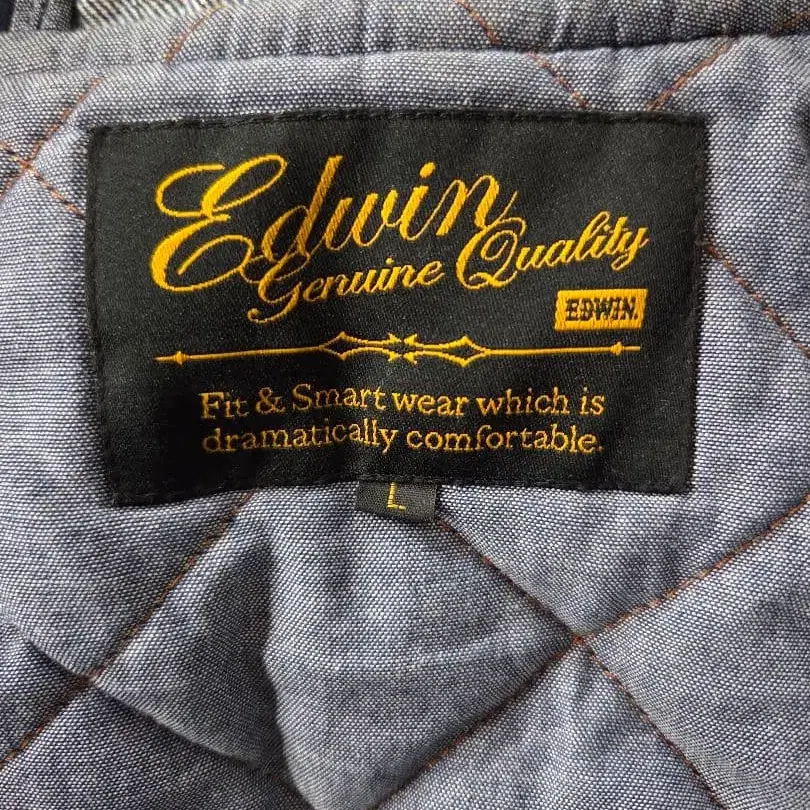 Edwin
Genuine Quality
EDWIN.
Fit & Smart wear which is
dramatically comfortable.
L